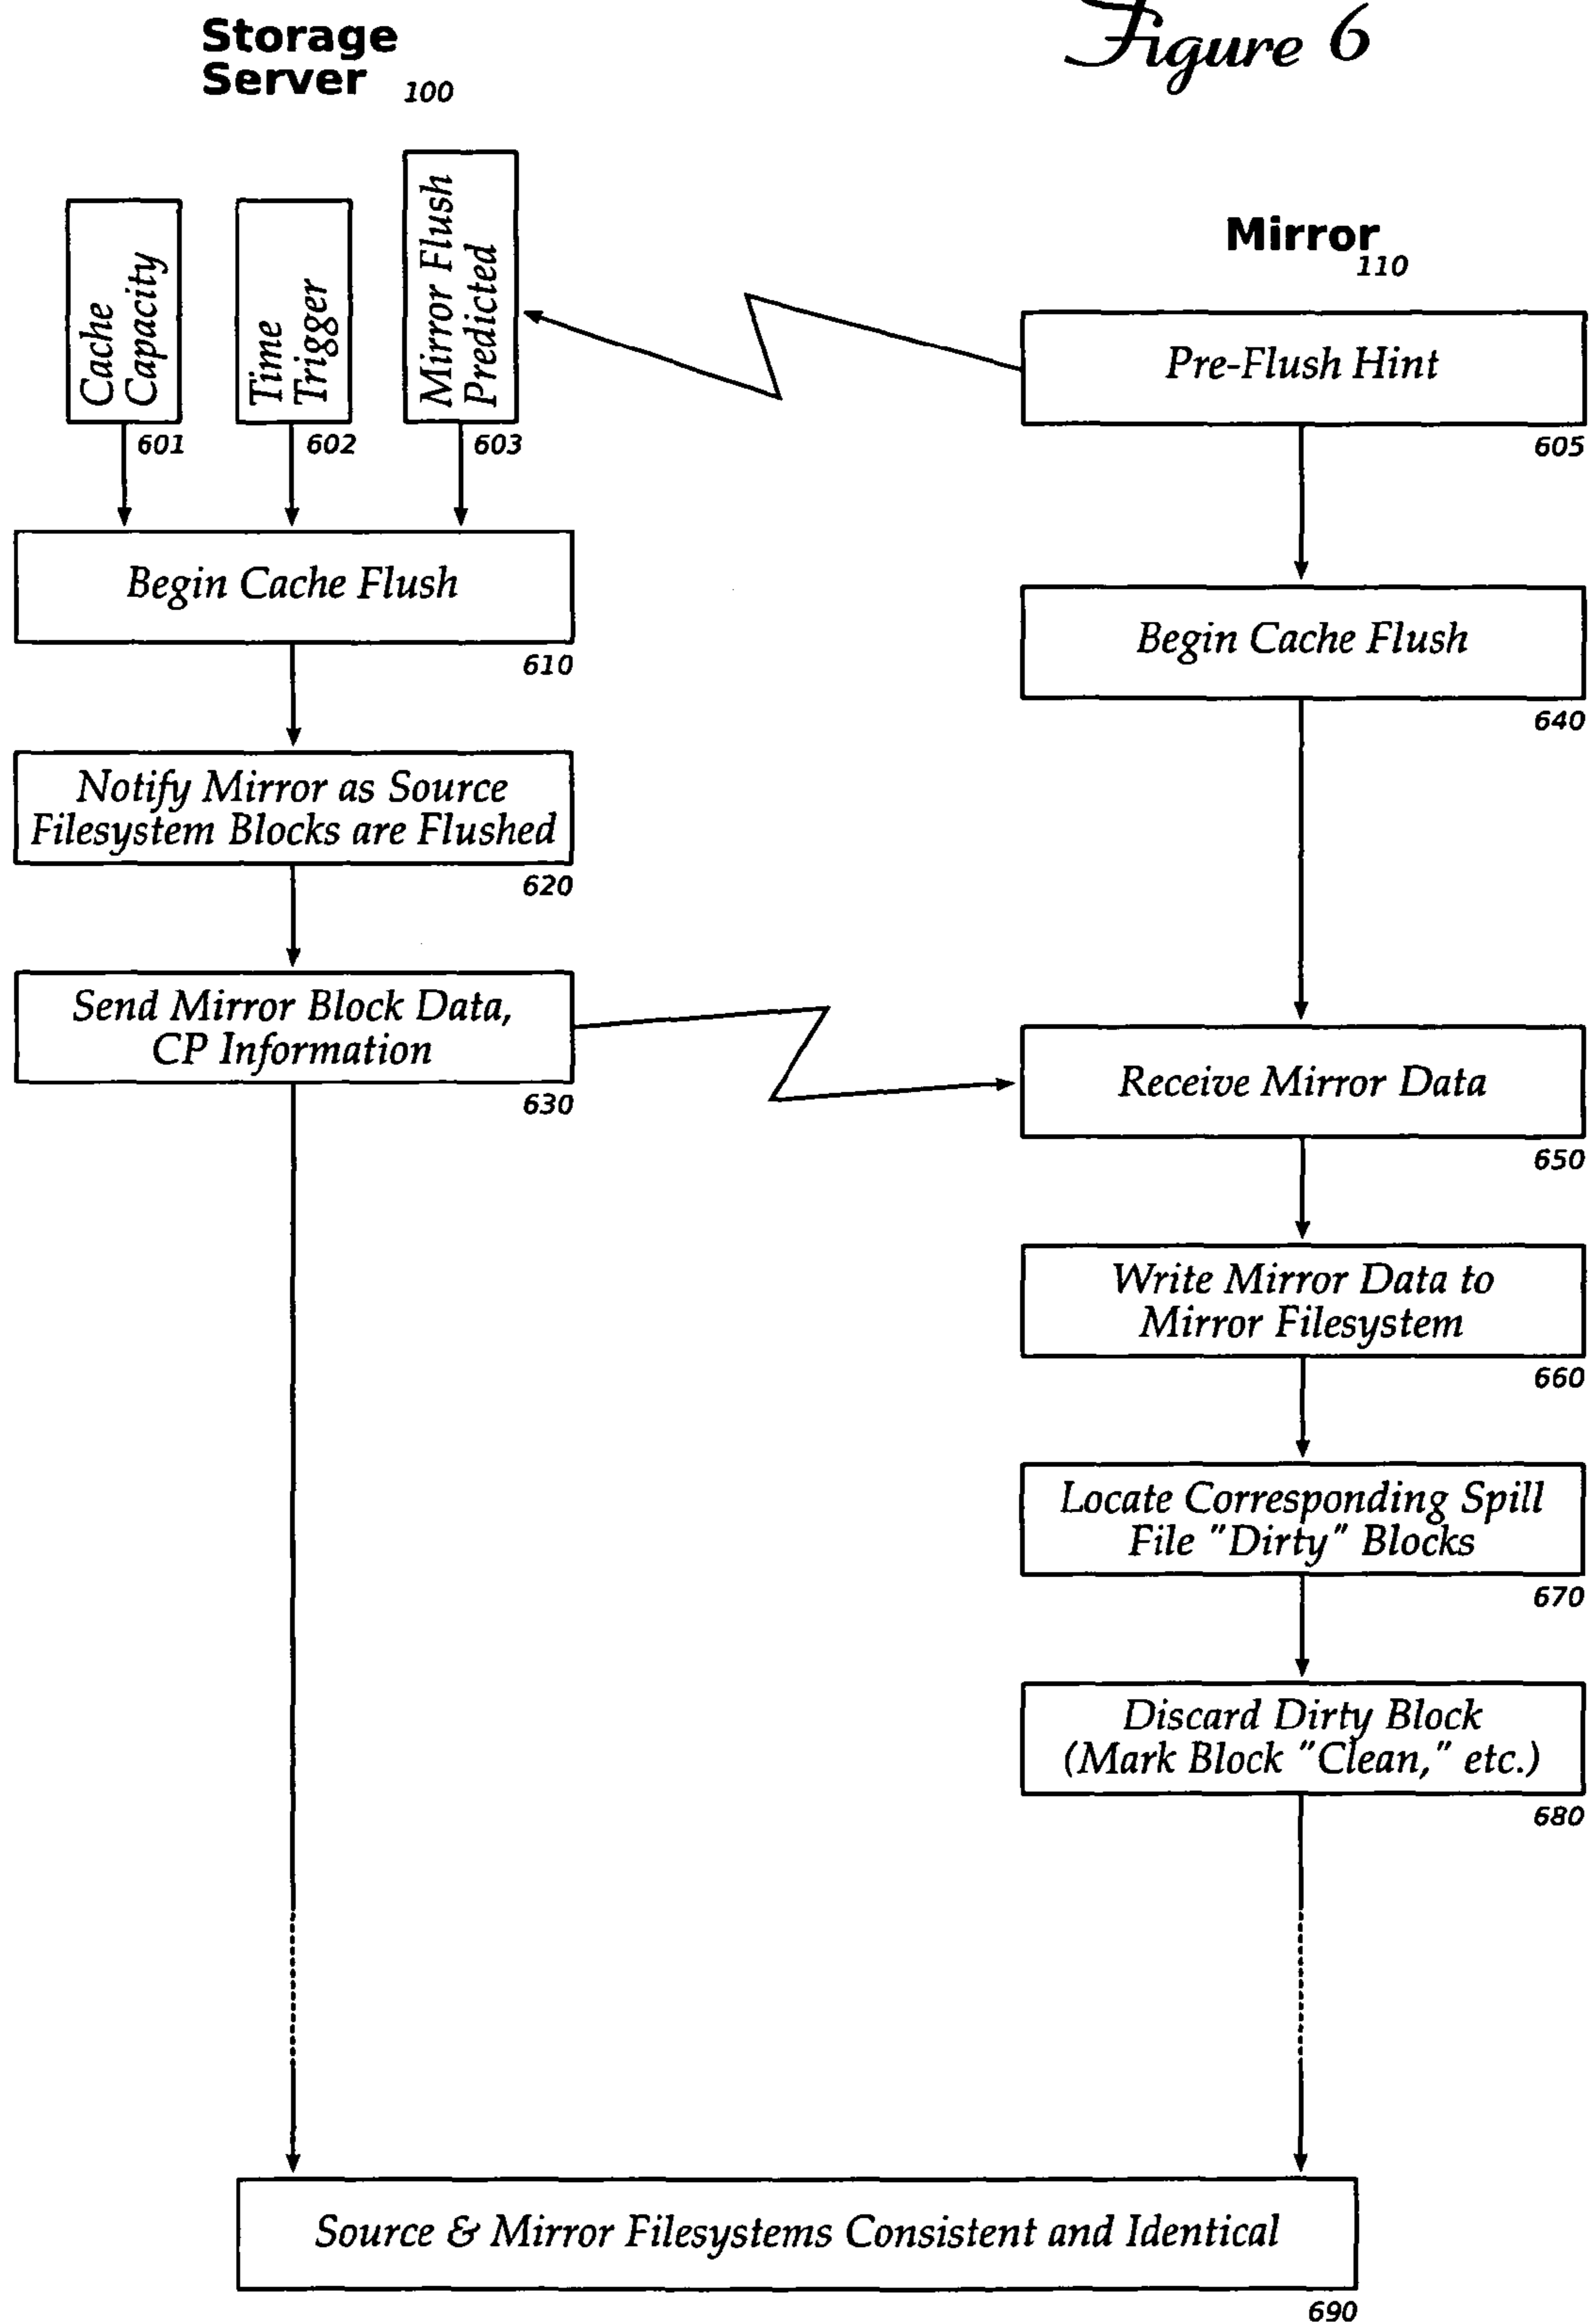 Figure 6
Storage
Server 100
Cache
Capacity
601
Time
Trigger
602
Mirror Flush
Predicted
603
Mirror
110
Pre-Flush Hint
605
Begin Cache Flush
610
Begin Cache Flush
640
Notify Mirror as Source
Filesystem Blocks are Flushed
620
Send Mirror Block Data,
CP Information
630
Receive Mirror Data
650
Write Mirror Data to
Mirror Filesystem
660
Locate Corresponding Spill
File "Dirty" Blocks
670
Discard Dirty Block
(Mark Block "Clean," etc.)
680
Source & Mirror Filesystems Consistent and Identical
690